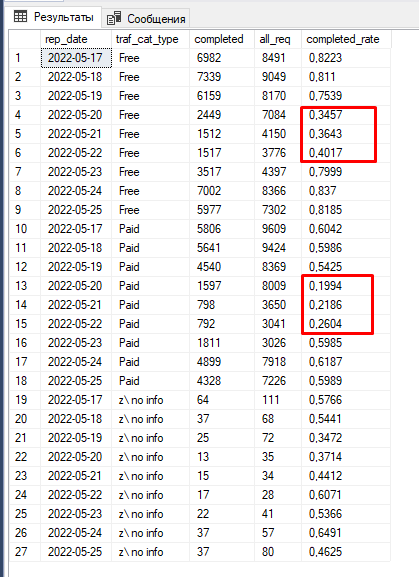 Результаты Сообщения
rep_date traf_cat_type completed all_req completed_rate
1 2022-05-17 Free 6982 8491 0,8223
2 2022-05-18 Free 7339 9049 0,811
3 2022-05-19 Free 6159 8170 0,7539
4 2022-05-20 Free 2449 7084 0,3457
5 2022-05-21 Free 1512 4150 0,3643
6 2022-05-22 Free 1517 3776 0,4017
7 2022-05-23 Free 3517 4397 0,7999
8 2022-05-24 Free 7002 8366 0,837
9 2022-05-25 Free 5977 7302 0,8185
10 2022-05-17 Paid 5806 9609 0,6042
11 2022-05-18 Paid 5641 9424 0,5986
12 2022-05-19 Paid 4540 8369 0,5425
13 2022-05-20 Paid 1597 8009 0,1994
14 2022-05-21 Paid 798 3650 0,2186
15 2022-05-22 Paid 792 3041 0,2604
16 2022-05-23 Paid 1811 3026 0,5985
17 2022-05-24 Paid 4899 7918 0,6187
18 2022-05-25 Paid 4328 7226 0,5989
19 2022-05-17 z\ no info 64 111 0,5766
20 2022-05-18 z\ no info 37 68 0,5441
21 2022-05-19 z\ no info 25 72 0,3472
22 2022-05-20 z\ no info 13 35 0,3714
23 2022-05-21 z\ no info 15 34 0,4412
24 2022-05-22 z\ no info 17 28 0,6071
25 2022-05-23 z\ no info 22 41 0,5366
26 2022-05-24 z\ no info 37 57 0,6491
27 2022-05-25 z\ no info 37 80 0,4625